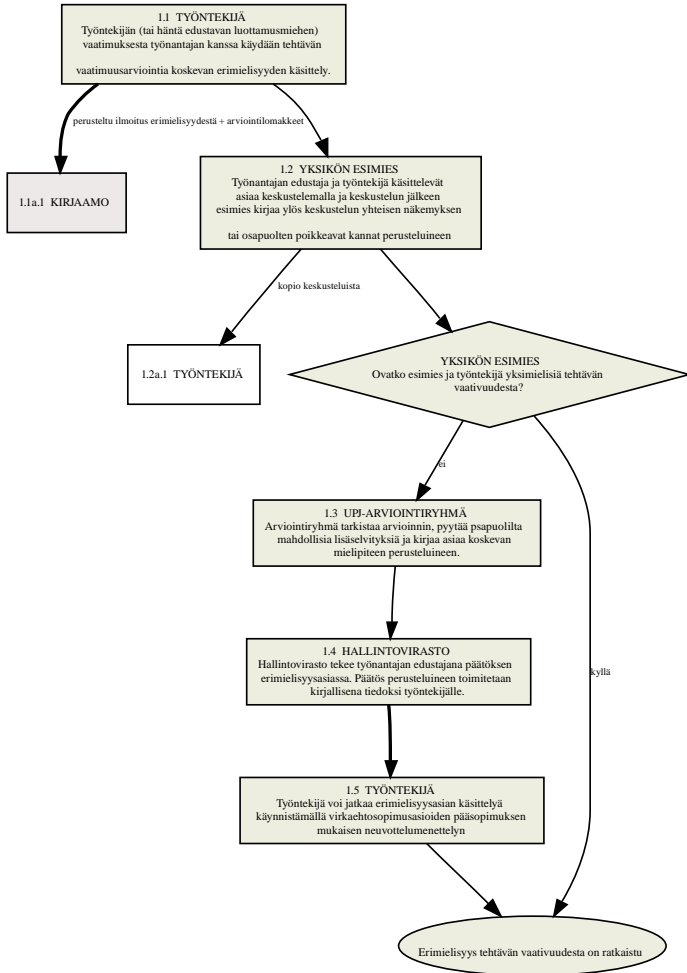 1.1 TYÖNTEKIJÄ
Työntekijän (tai häntä edustavan luottamusmiehen)
vaatimuksesta työnantajan kanssa käydään tehtävän
vaatimuusarviointia koskevan erimielisyyden käsittely.
perusteltu ilmoitus erimielisyydestä + arviointilomakkeet
1.1a.1 KIRJAAMO
1.2 YKSIKÖN ESIMIES
Työnantajan edustaja ja työntekijä käsittelevät
asiaa keskustelemalla ja keskustelun jälkeen
esimies kirjaa ylös keskustelun yhteisen näkemyksen
tai osapuolten poikkeavat kannat perusteluineen
kopio keskusteluista
1.2a.1 TYÖNTEKIJÄ
YKSIKÖN ESIMIES
Ovatko esimies ja työntekijä yksimielisiä tehtävän
vaativuudesta?
ei
1.3 UPJ-ARVIOINTIRYHMÄ
Arviointiryhmä tarkistaa arvioinnin, pyytää psapuolilta
mahdollisia lisäselvityksiä ja kirjaa asiaa koskevan
mielipiteen perusteluineen.
1.4 HALLINTOVIRASTO
Hallintovirasto tekee työnantajan edustajana päätöksen
erimielisyysasiassa. Päätös perusteluineen toimitetaan
kirjallisena tiedoksi työntekijälle.
kyllä
1.5 TYÖNTEKIJÄ
Työntekijä voi jatkaa erimielisyysasian käsittelyä
käynnistämällä virkaehtosopimusasioiden pääsopimuksen
mukaisen neuvottelumenettelyn
Erimielisyys tehtävän vaativuudesta on ratkaistu